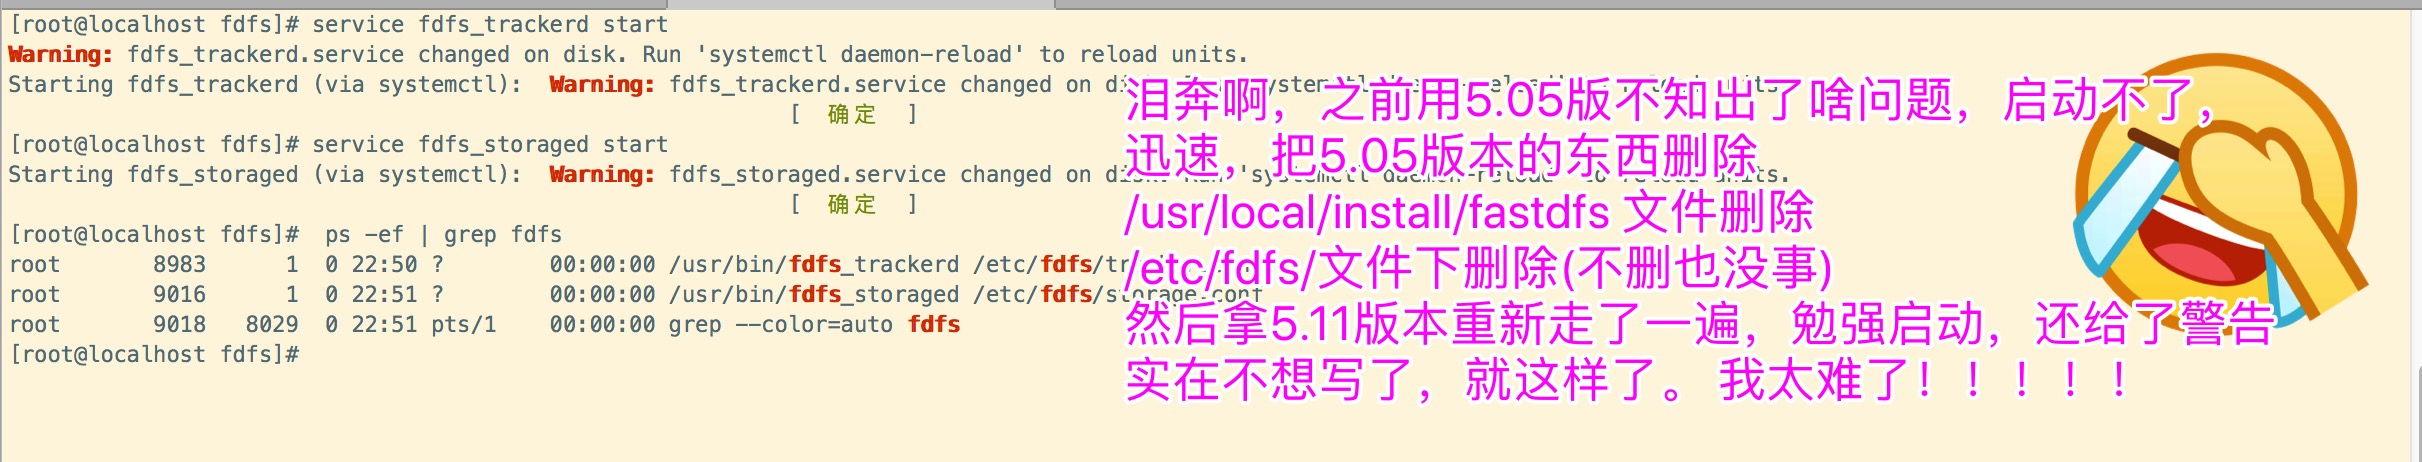 [root@localhost fdfs]# service fdfs_trackerd start
Warning: fdfs_trackerd.service changed on disk. Run 'systemctl daemon-reload' to reload units.
Starting fdfs_trackerd (via systemctl):  Warning: fdfs_trackerd.service changed on
[  确定  ]
[root@localhost fdfs]# service fdfs_storaged start
Starting fdfs_storaged (via systemctl):  Warning: fdfs_storaged.service changed on disk. Run 'systemctl daemon-reload' to reload units.
[  确定  ]
[root@localhost fdfs]#  ps -ef | grep fdfs
root       8983      1  0 22:50 ?        00:00:00 /usr/bin/fdfs_trackerd
root       9016      1  0 22:51 ?        00:00:00 /usr/bin/fdfs_storaged /etc/fdfs/storage.conf
root       9018   8029  0 22:51 pts/1    00:00:00 grep --color=auto fdfs
[root@localhost fdfs]#
泪奔啊，之前用5.05版不知出了啥问题，启动不了，
迅速，把5.05版本的东西删除
/usr/local/install/fastdfs 文件删除
/etc/fdfs/文件下删除(不删也没事)
然后拿5.11版本重新走了一遍，勉强启动，还给了警告
实在不想写了，就这样了。我太难了！！！！！